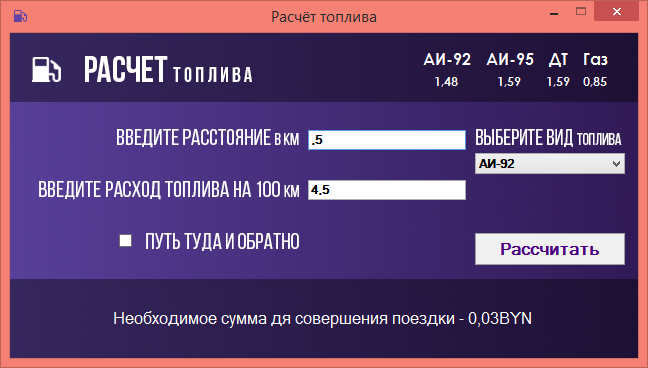 Расчёт топлива
РАСЧЕТ ТОПЛИВА
АИ-92 АИ-95 ДТ Газ
1,48 1,59 1,59 0,85
ВВЕДИТЕ РАССТОЯНИЕ В КМ .5 ВЫБЕРИТЕ ВИД ТОПЛИВА
АИ-92
ВВЕДИТЕ РАСХОД ТОПЛИВА НА 100 КМ 4.5
ПУТЬ ТУДА И ОБРАТНО Рассчитать
Необходимое сумма дя совершения поездки - 0,03BYN